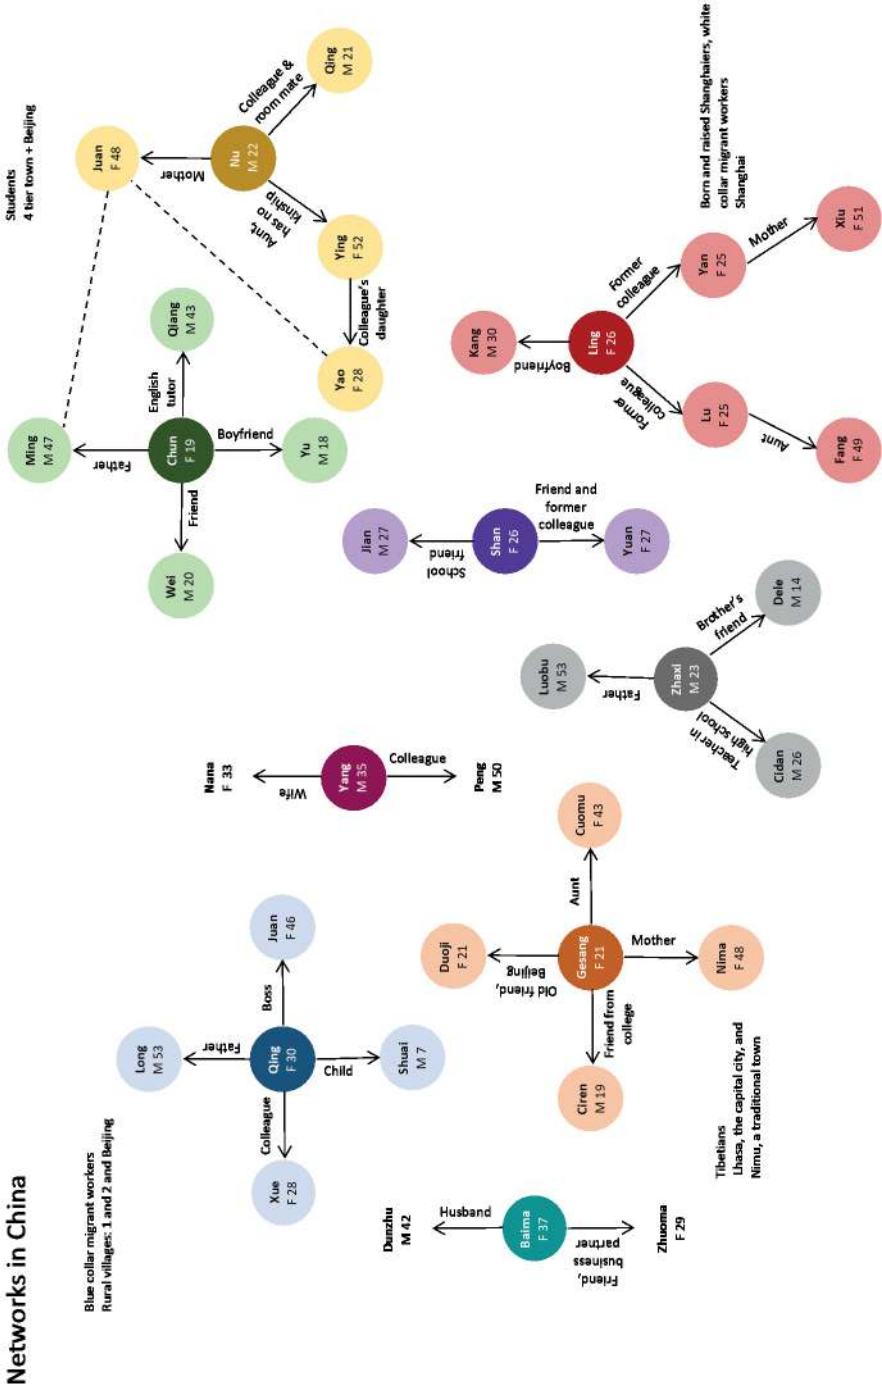 Networks in China
Blue collar migrant workers
Rural villages: 1 and 2 and Beijing
Long
M 53
Father
Xue
F 28
Colleague
Qing
F 30
Boss
Juan
F 46
Child
Shuai
M 7
Nana
F 33
Wife
Yang
M 35
Colleague
Peng
M 50
Students
4 tier town + Beijing
Ming
M 47
Father
Wei
M 20
Friend
Chun
F 19
English
tutor
Qiang
M 43
Boyfriend
Yu
M 18
Juan
F 48
Mother
Nu
M 22
Colleague &
room mate
Qing
M 21
Aunt,
has no
kinship
Ying
F 52
Colleague's
daughter
Yao
F 28
Jian
M 27
School
friend
Shan
F 26
Friend and
former
colleague
Yuan
F 27
Dunzhu
M 42
Husband
Baima
F 37
Friend,
business
partner
Zhuoma
F 29
Duoji
F 21
Old friend,
Beijing
Ciren
M 19
Friend from
college
Gesang
F 21
Aunt
Cuomu
F 43
Mother
Nima
F 48
Tibetians
Lhasa, the capital city, and
Nimu, a traditional town
Luobu
M 53
Father
Zhaxi
M 23
Teacher in
high school
Cidan
M 26
Brother's
friend
Dele
M 14
Kang
M 30
Boyfriend
Ling
F 26
Former
colleague
Lu
F 25
Aunt
Fang
F 49
Former
colleague
Yan
F 25
Mother
Xiu
F 51
Born and raised Shanghaiers, white
collar migrant workers
Shanghai